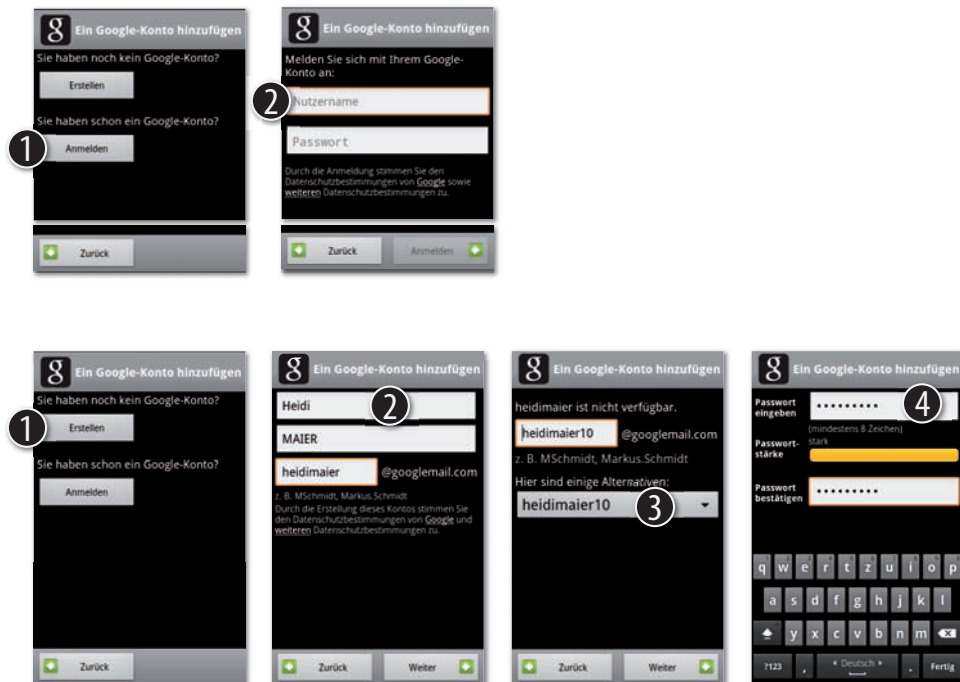 g Ein Google-Konto hinzufügen
Sie haben noch kein Google-Konto?
Erstellen
Sie haben schon ein Google-Konto?
1
Anmelden
Zurück
g Ein Google-Konto hinzufügen
Melden Sie sich mit Ihrem Google-
Konto an:
2
Nutzername
Passwort
Durch die Anmeldung stimmen Sie den
Datenschutzbestimmungen von Google sowie
weiteren Datenschutzbestimmungen zu.
Zurück
Anmelden
g Ein Google-Konto hinzufügen
Sie haben noch kein Google-Konto?
1
Erstellen
Sie haben schon ein Google-Konto?
Anmelden
Zurück
g Ein Google-Konto hinzufügen
Heidi
2
MAIER
heidimaier @googlemail.com
z. B. MSchmidt, Markus.Schmidt
Durch die Erstellung dieses Kontos stimmen Sie
den Datenschutzbestimmungen von Google und
weiteren Datenschutzbestimmungen zu.
Zurück
Weiter
g Ein Google-Konto hinzufügen
heidimaier ist nicht verfügbar.
heidimaier10 @googlemail.com
z. B. MSchmidt, Markus.Schmidt
Hier sind einige Alternativen:
heidimaier10
3
Zurück
Weiter
g Ein Google-Konto hinzufügen
Passwort
eingeben
•••••••••
4
(mindestens 8 Zeichen)
Passwort-
stärke
stark
Passwort
bestätigen
•••••••••
q w e r t z u i o p
a s d f g h j k l
y x c v b n m
?123 , Deutsch . Fertig